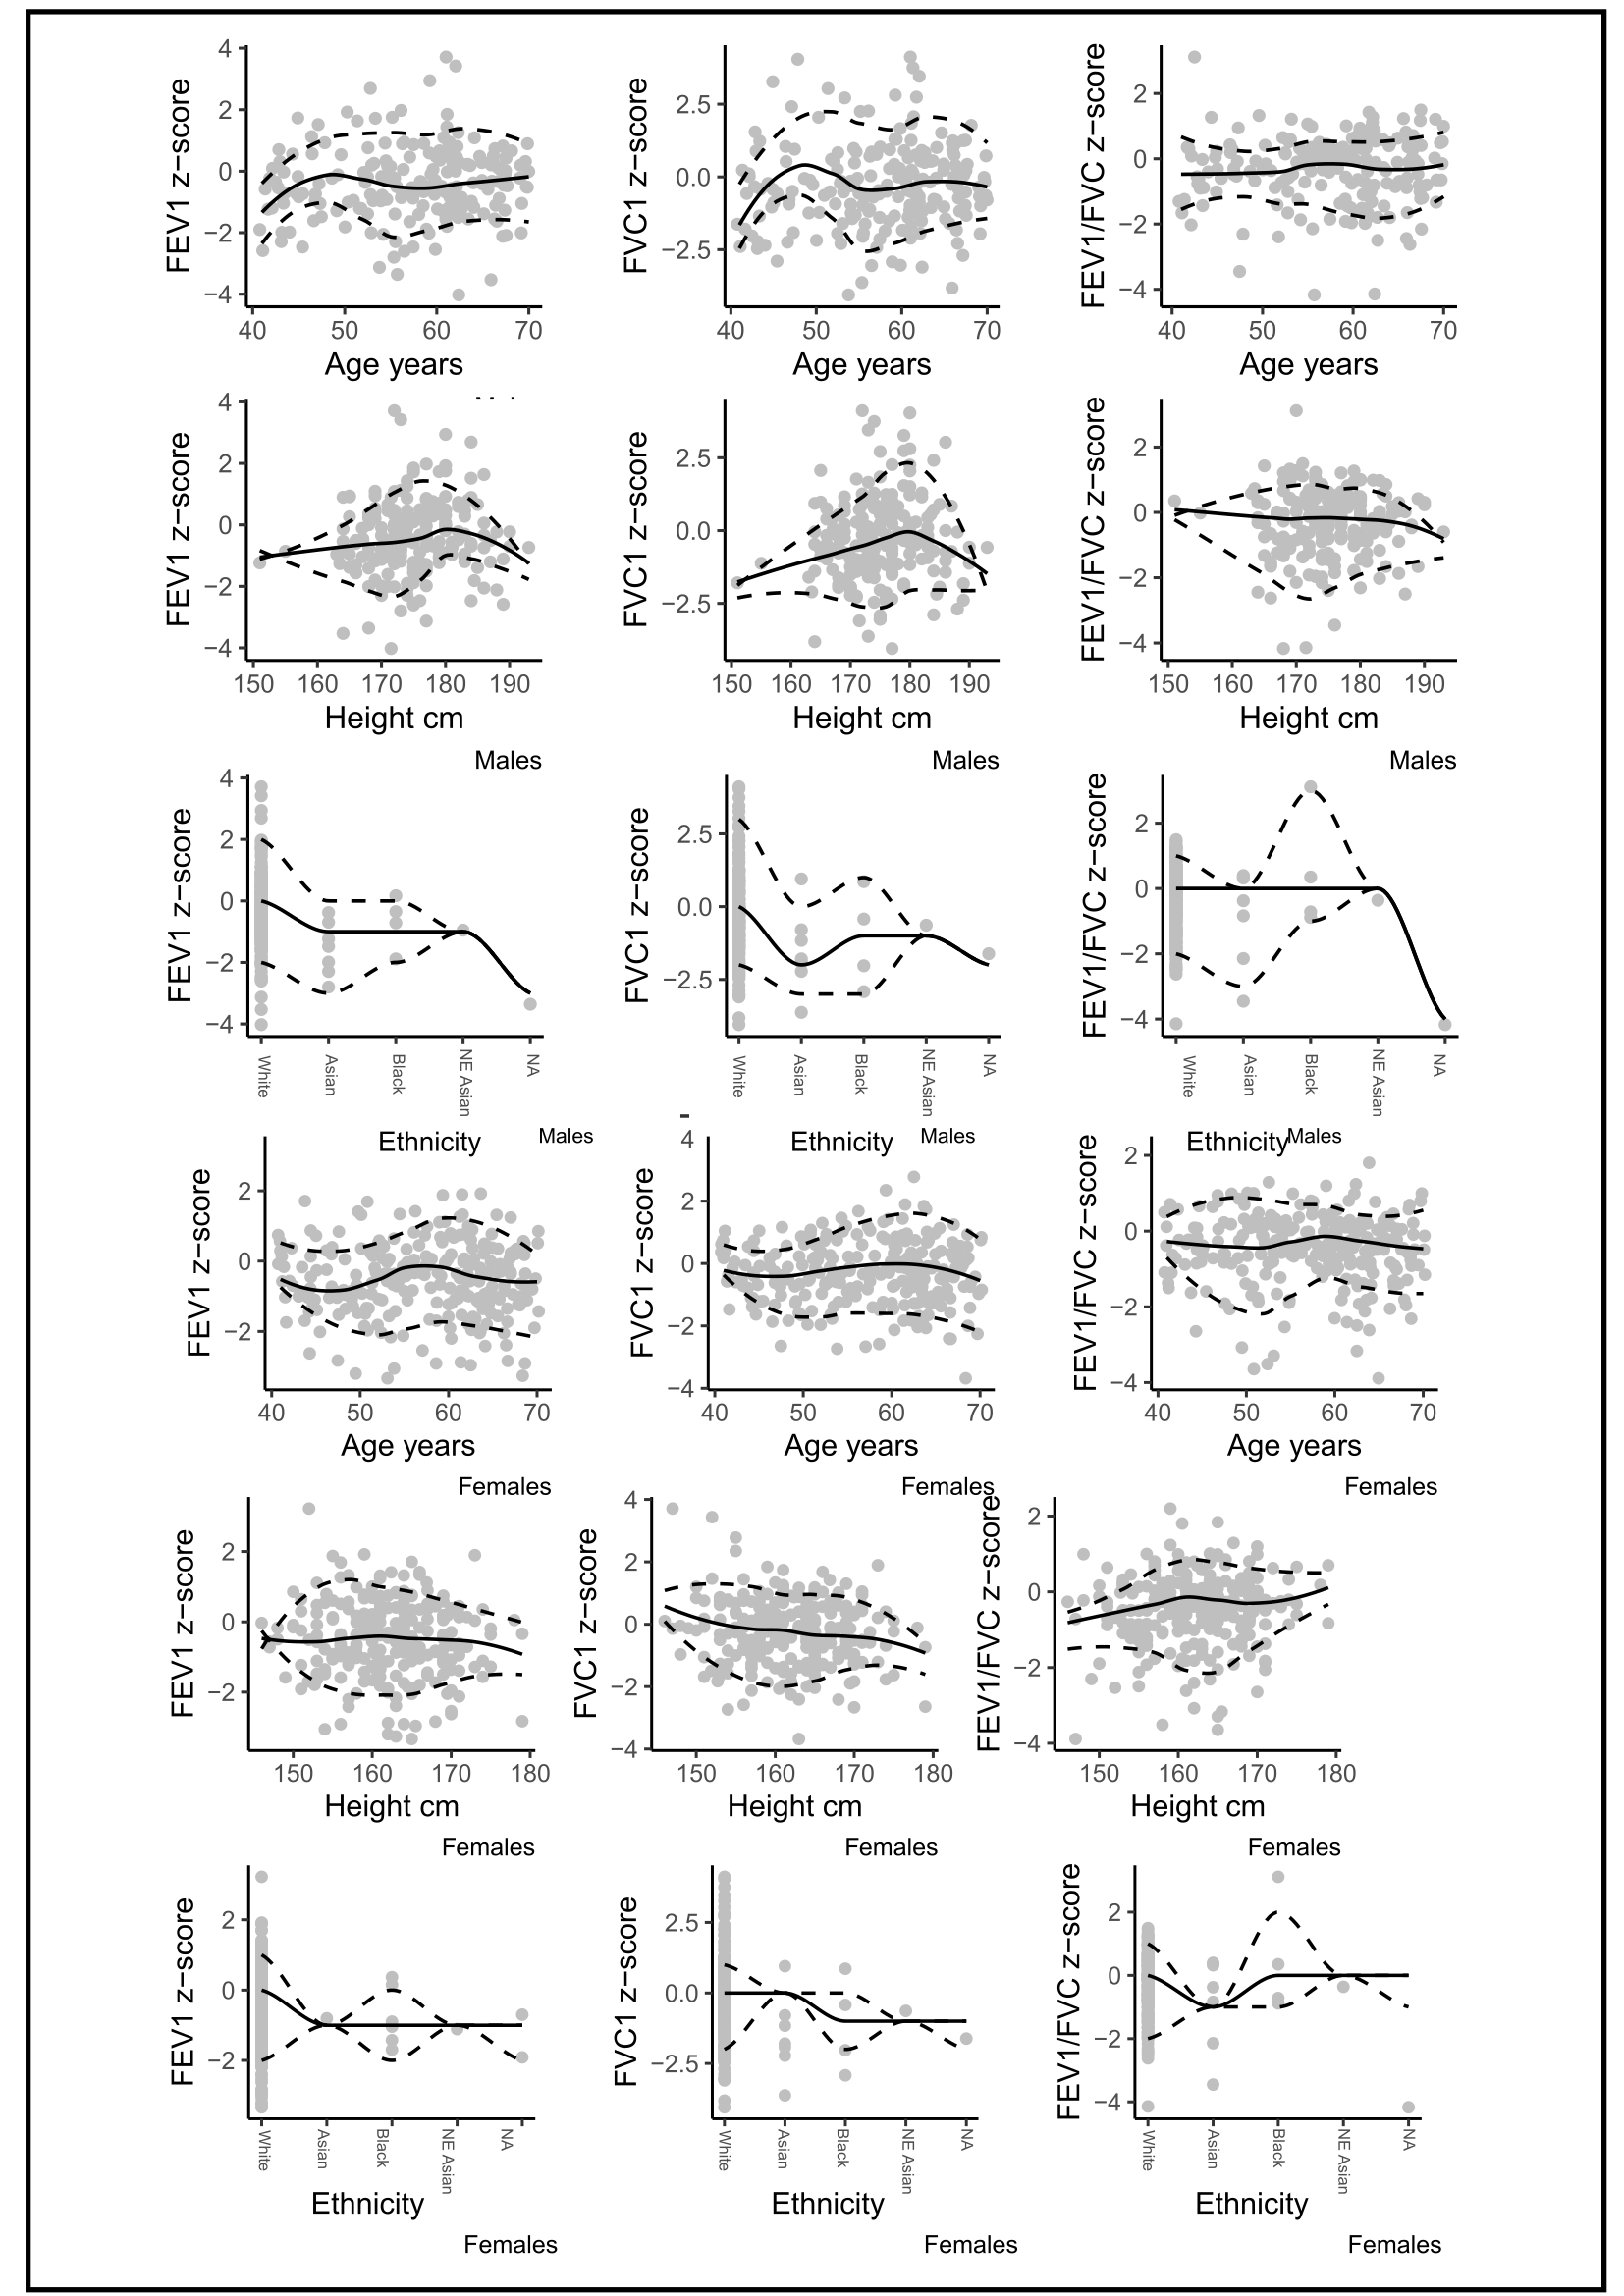 FEV1 z−score
4
2
0
−2
−4
40 50 60 70
Age years
FVC1 z−score
2.5
0.0
−2.5
40 50 60 70
Age years
FEV1/FVC z−score
2
0
−2
−4
40 50 60 70
Age years
FEV1 z−score
4
2
0
−2
−4
150 160 170 180 190
Height cm
Males
FVC1 z−score
2.5
0.0
−2.5
150 160 170 180 190
Height cm
Males
FEV1/FVC z−score
2
0
−2
−4
150 160 170 180 190
Height cm
Males
FEV1 z−score
4
2
0
−2
−4
White
Asian
Black
NE Asian
NA
Ethnicity
Males
FVC1 z−score
2.5
0.0
−2.5
White
Asian
Black
NE Asian
NA
Ethnicity
Males
FEV1/FVC z−score
2
0
−2
−4
White
Asian
Black
NE Asian
NA
Ethnicity
Males
FEV1 z−score
2
0
−2
40 50 60 70
Age years
Females
FVC1 z−score
4
2
0
−2
−4
40 50 60 70
Age years
Females
FEV1/FVC z−score
2
0
−2
−4
40 50 60 70
Age years
Females
FEV1 z−score
2
0
−2
150 160 170 180
Height cm
Females
FVC1 z−score
4
2
0
−2
−4
150 160 170 180
Height cm
Females
FEV1/FVC z−score
2
0
−2
−4
150 160 170 180
Height cm
Females
FEV1 z−score
2
0
−2
White
Asian
Black
NE Asian
NA
Ethnicity
Females
FVC1 z−score
2.5
0.0
−2.5
White
Asian
Black
NE Asian
NA
Ethnicity
Females
FEV1/FVC z−score
2
0
−2
−4
White
Asian
Black
NE Asian
NA
Ethnicity
Females